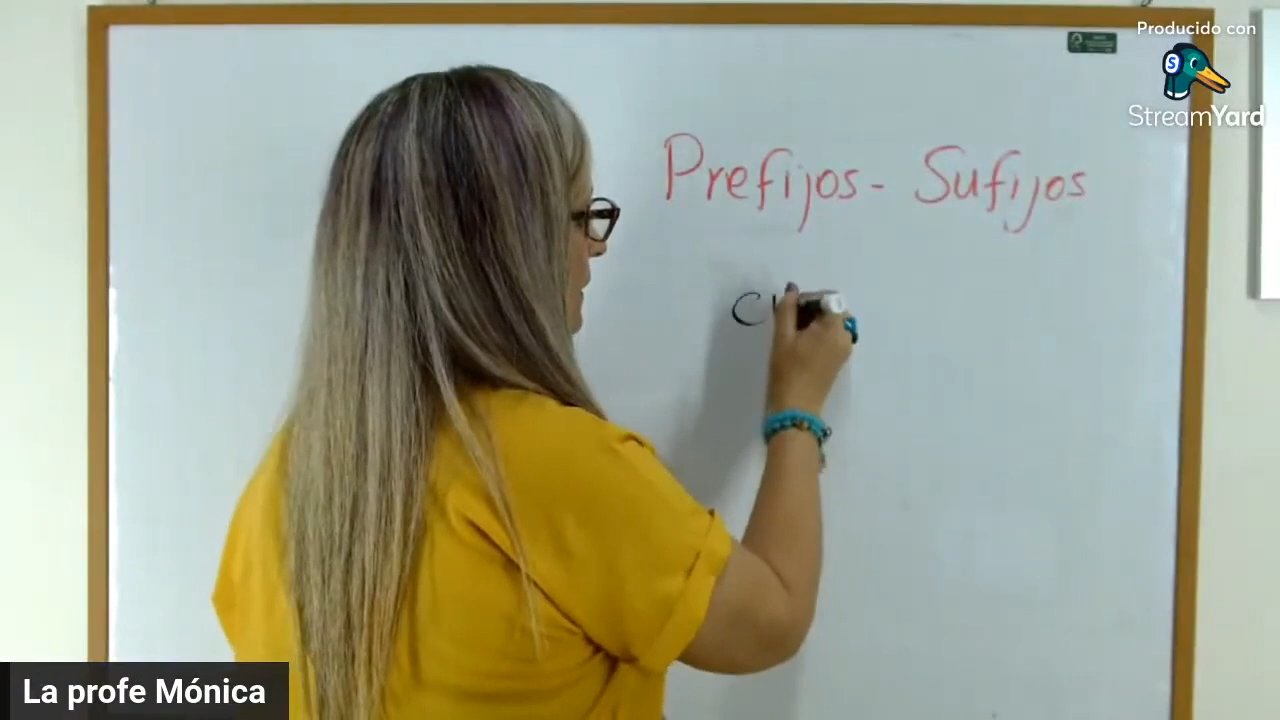 Producido con
StreamYard
Prefijos - Sufijos
La profe Mónica